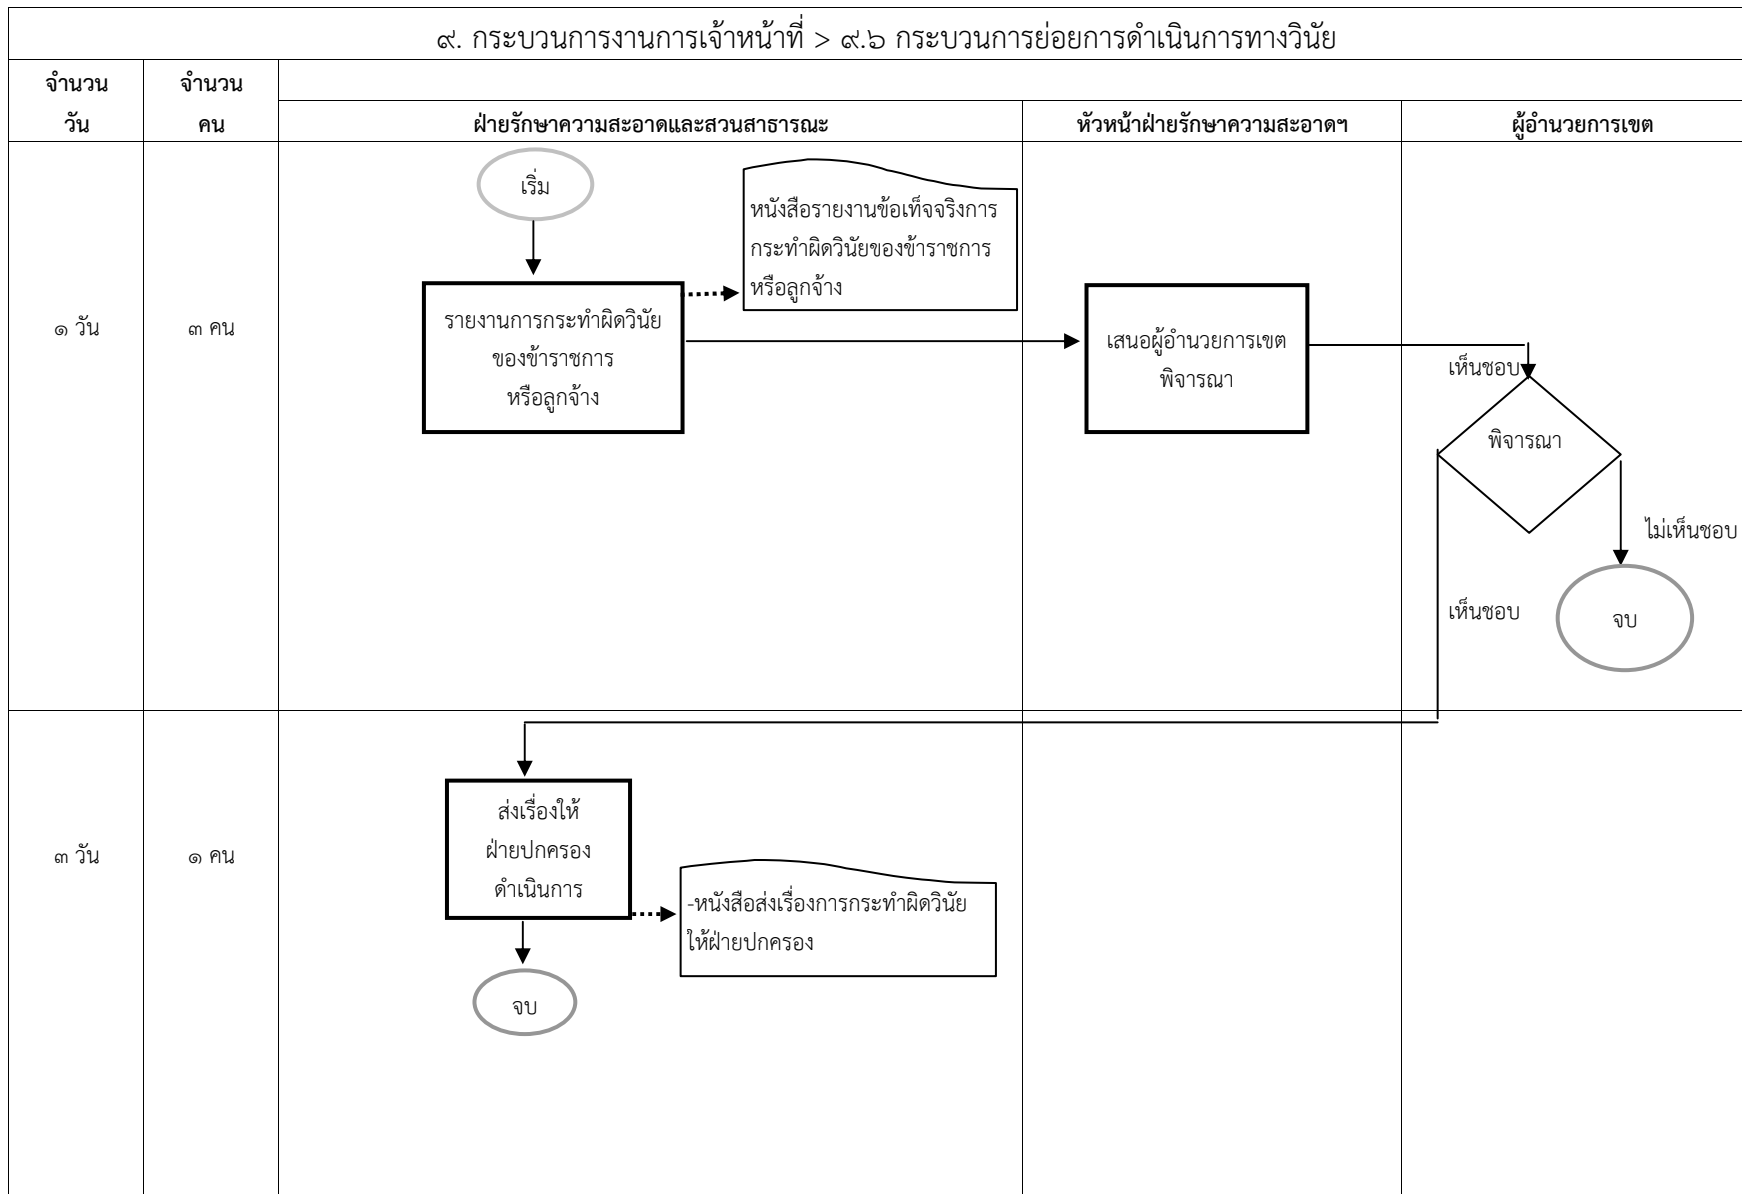 ๙. กระบวนการงานการเจ้าหน้าที่ > ๙.๖ กระบวนการย่อยการดำเนินการทางวินัย
จำนวน
วัน
จำนวน
คน
ฝ่ายรักษาความสะอาดและสวนสาธารณะ
หัวหน้าฝ่ายรักษาความสะอาดฯ
ผู้อำนวยการเขต
๑ วัน
๓ คน
เริ่ม
หนังสือรายงานข้อเท็จจริงการ
กระทำผิดวินัยของข้าราชการ
หรือลูกจ้าง
รายงานการกระทำผิดวินัย
ของข้าราชการ
หรือลูกจ้าง
เสนอผู้อำนวยการเขต
พิจารณา
เห็นชอบ
พิจารณา
ไม่เห็นชอบ
เห็นชอบ
จบ
๓ วัน
๑ คน
ส่งเรื่องให้
ฝ่ายปกครอง
ดำเนินการ
-หนังสือส่งเรื่องการกระทำผิดวินัย
ให้ฝ่ายปกครอง
จบ